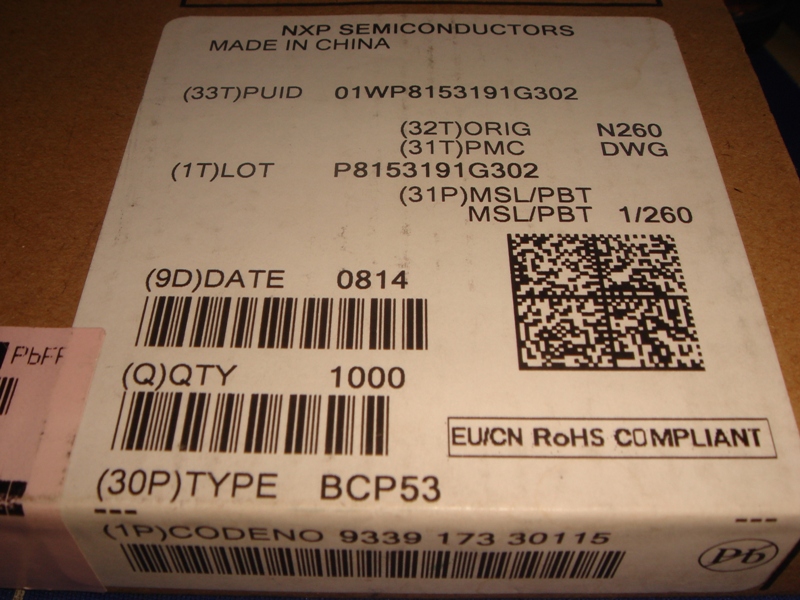 NXP SEMICONDUCTORS
MADE IN CHINA
(33T)PUID 01WP8153191G302
(32T)ORIG N260
(31T)PMC DWG
(1T)LOT P8153191G302
(31P)MSL/PBT
MSL/PBT 1/260
(9D)DATE 0814
(Q)QTY 1000
EU/CN RoHS COMPLIANT
(30P)TYPE BCP53
(1P)CODENO 9339 173 30115
Pb